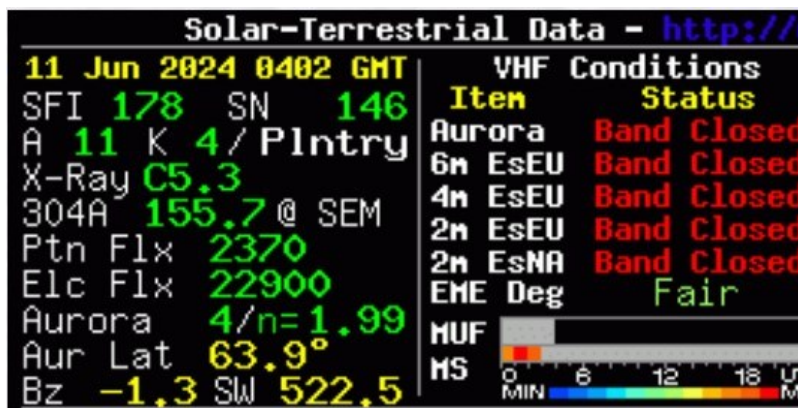 Solar-Terrestrial Data - http://
11 Jun 2024 0402 GMT
SFI 178 SN 146
A 11 K 4/Plntry
X-Ray C5.3
304A 155.7@ SEM
Ptn Flx 2370
Elc Flx 22900
Aurora 4/n=1.99
Aur Lat 63.9°
Bz -1.3 SW 522.5
VHF Conditions
Item Status
Aurora Band Closed
6m EsEU Band Closed
4m EsEU Band Closed
2m EsEU Band Closed
2m EsNA Band Closed
EME Deg Fair
MUF
MS
0 6 12 18
MIN